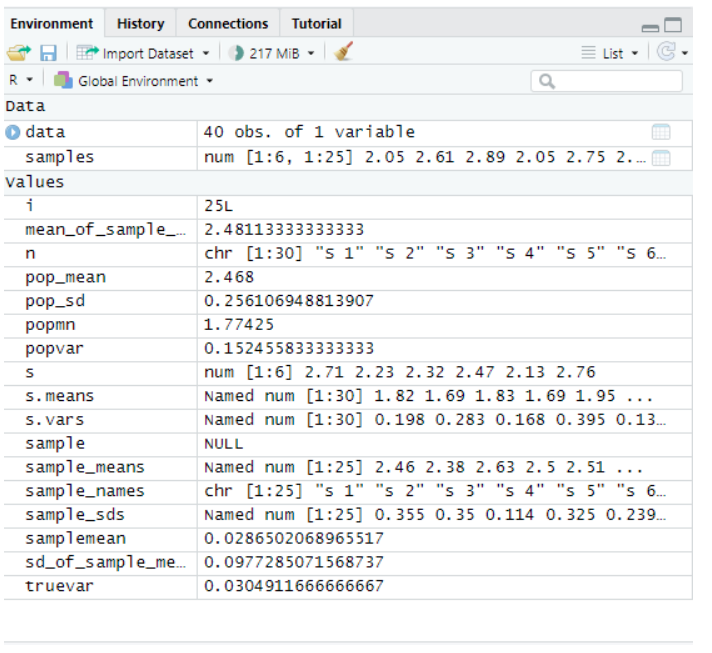 Environment History Connections Tutorial
Import Dataset 217 MiB List
R Global Environment
Data
data 40 obs. of 1 variable
samples num [1:6, 1:25] 2.05 2.61 2.89 2.05 2.75 2.…
Values
i 25L
mean_of_sample_… 2.48113333333333
n chr [1:30] "S 1" "S 2" "S 3" "S 4" "S 5" "S 6…
pop_mean 2.468
pop_sd 0.256106948813907
popmn 1.77425
popvar 0.152455833333333
s num [1:6] 2.71 2.23 2.32 2.47 2.13 2.76
s.means Named num [1:30] 1.82 1.69 1.83 1.69 1.95 ...
s.vars Named num [1:30] 0.198 0.283 0.168 0.395 0.13…
sample NULL
sample_means Named num [1:25] 2.46 2.38 2.63 2.5 2.51 ...
sample_names chr [1:25] "s 1" "s 2" "s 3" "s 4" "s 5" "s 6…
sample_sds Named num [1:25] 0.355 0.35 0.114 0.325 0.239…
samplemean 0.0286502068965517
sd_of_sample_me… 0.0977285071568737
truevar 0.0304911666666667